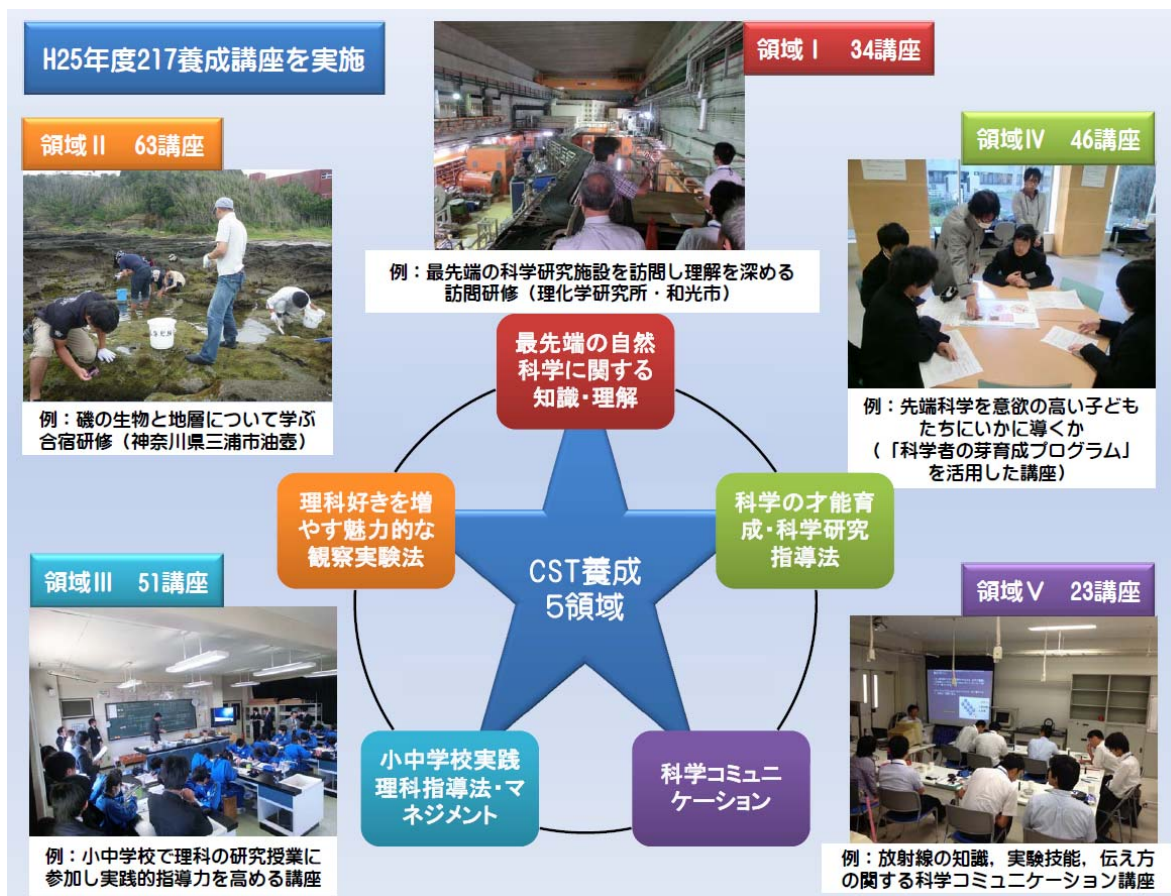 H25年度217養成講座を実施
領域Ⅰ　34講座
例：最先端の科学研究施設を訪問し理解を深める
訪問研修（理化学研究所・和光市）
領域Ⅱ　63講座
例：磯の生物と地層について学ぶ
合宿研修（神奈川県三浦市油壺）
領域Ⅳ　46講座
例：先端科学を意欲の高い子ども
たちにいかに導くか
（「科学者の芽育成プログラム」
を活用した講座）
最先端の自然
科学に関する
知識・理解
理科好きを増
やす魅力的な
観察実験法
科学の才能育
成・科学研究
指導法
CST養成
5領域
小中学校実践
理科指導法・マ
ネジメント
科学コミュニ
ケーション
領域Ⅲ　51講座
例：小中学校で理科の研究授業に
参加し実践的指導力を高める講座
領域Ⅴ　23講座
例：放射線の知識，実験技能，伝え方
の関する科学コミュニケーション講座